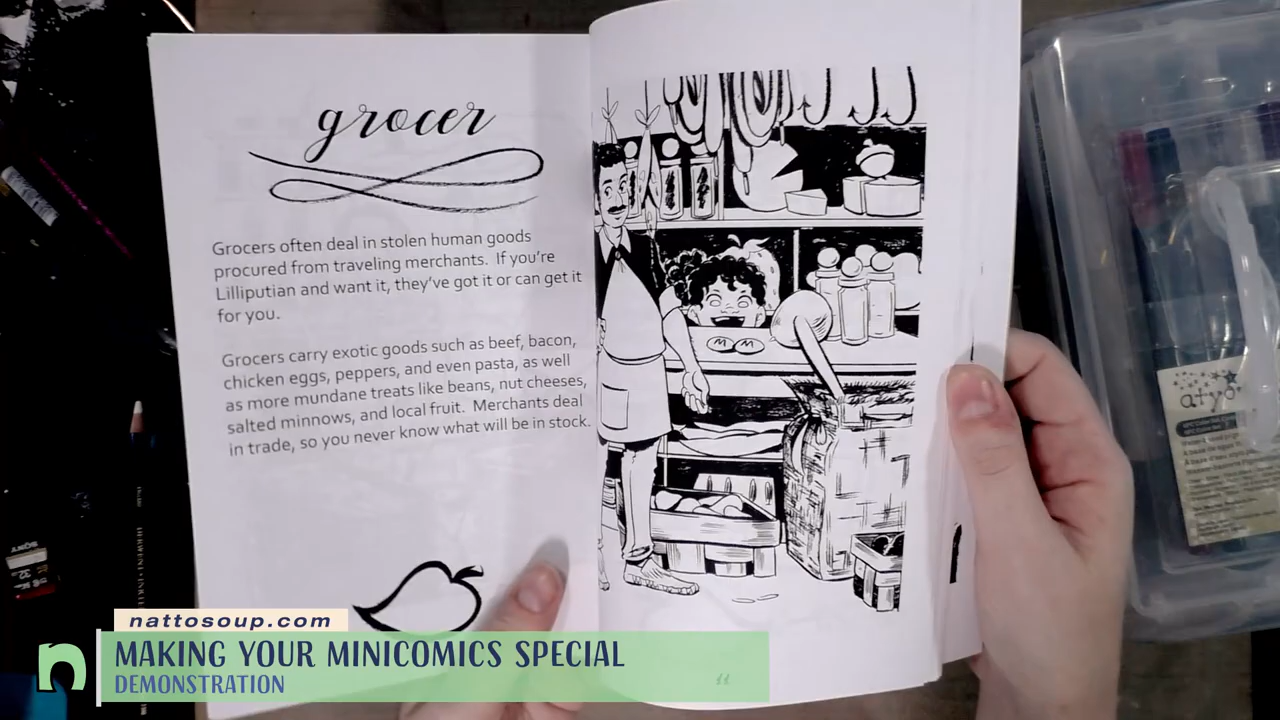 grocer
Grocers often deal in stolen human goods
procured from traveling merchants. If you're
Lilliputian and want it, they've got it or can get it
for you.
Grocers carry exotic goods such as beef, bacon,
chicken eggs, peppers, and even pasta, as well
as more mundane treats like beans, nut cheeses,
salted minnows, and local fruit. Merchants deal
in trade, so you never know what will be in stock.
M M
atyo
SONY
32
nattosoup.com
n
MAKING YOUR MINICOMICS SPECIAL
DEMONSTRATION